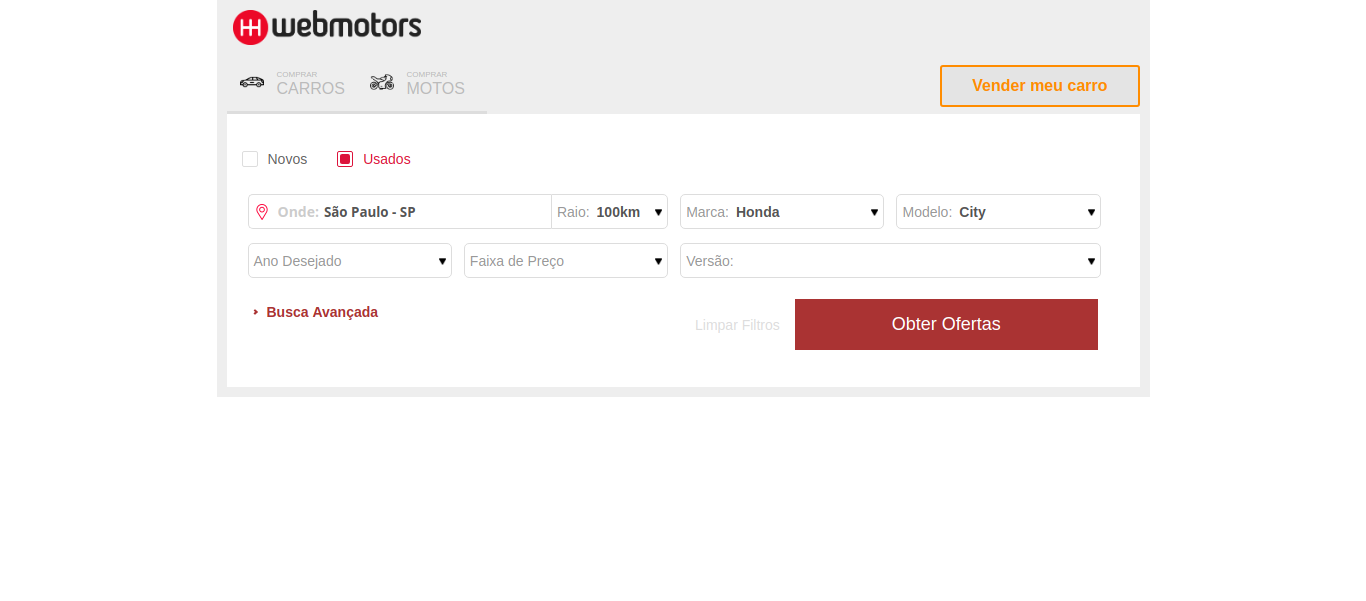 webmotors
COMPRAR
CARROS
COMPRAR
MOTOS
Vender meu carro
Novos
Usados
Onde: São Paulo - SP
Raio: 100km
Marca: Honda
Modelo: City
Ano Desejado
Faixa de Preço
Versão:
Busca Avançada
Limpar Filtros
Obter Ofertas